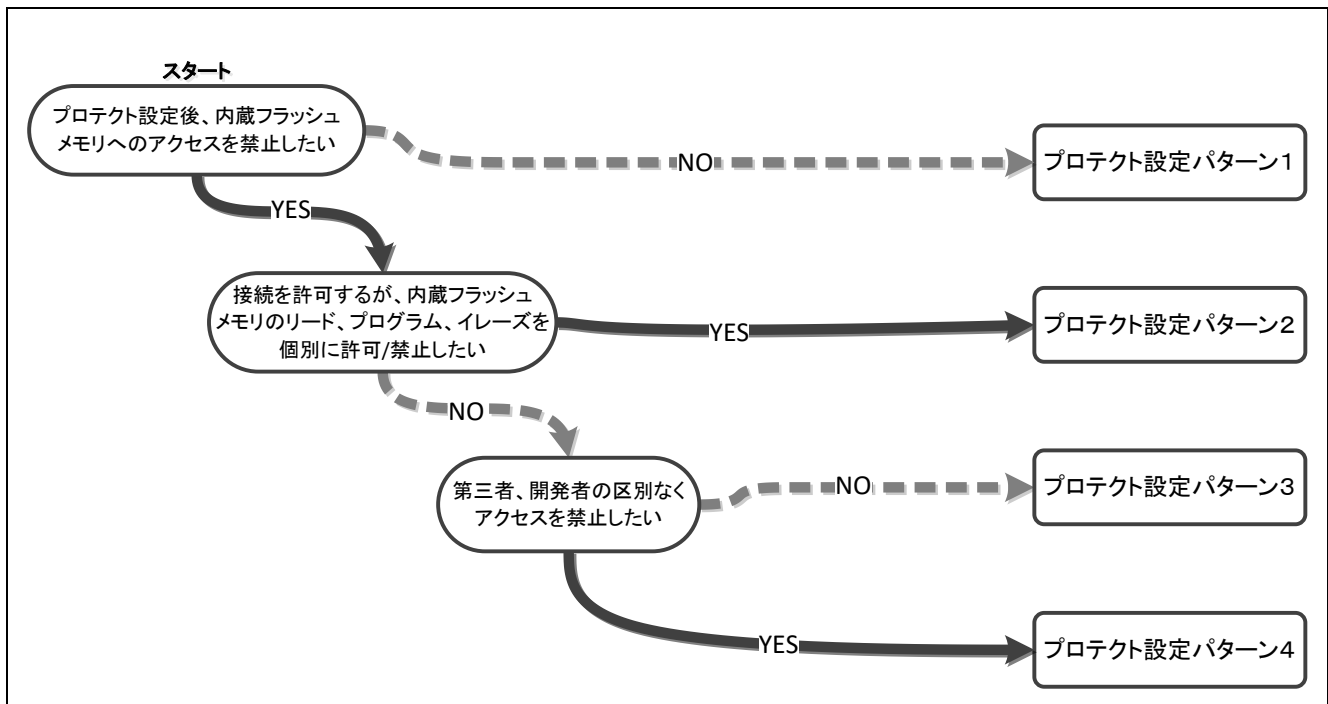 スタート
プロテクト設定後、内蔵フラッシュ
メモリへのアクセスを禁止したい
NO
プロテクト設定パターン1
YES
接続を許可するが、内蔵フラッシュ
メモリのリード、プログラム、イレーズを
個別に許可/禁止したい
YES
プロテクト設定パターン2
NO
第三者、開発者の区別なく
アクセスを禁止したい
NO
プロテクト設定パターン3
YES
プロテクト設定パターン4